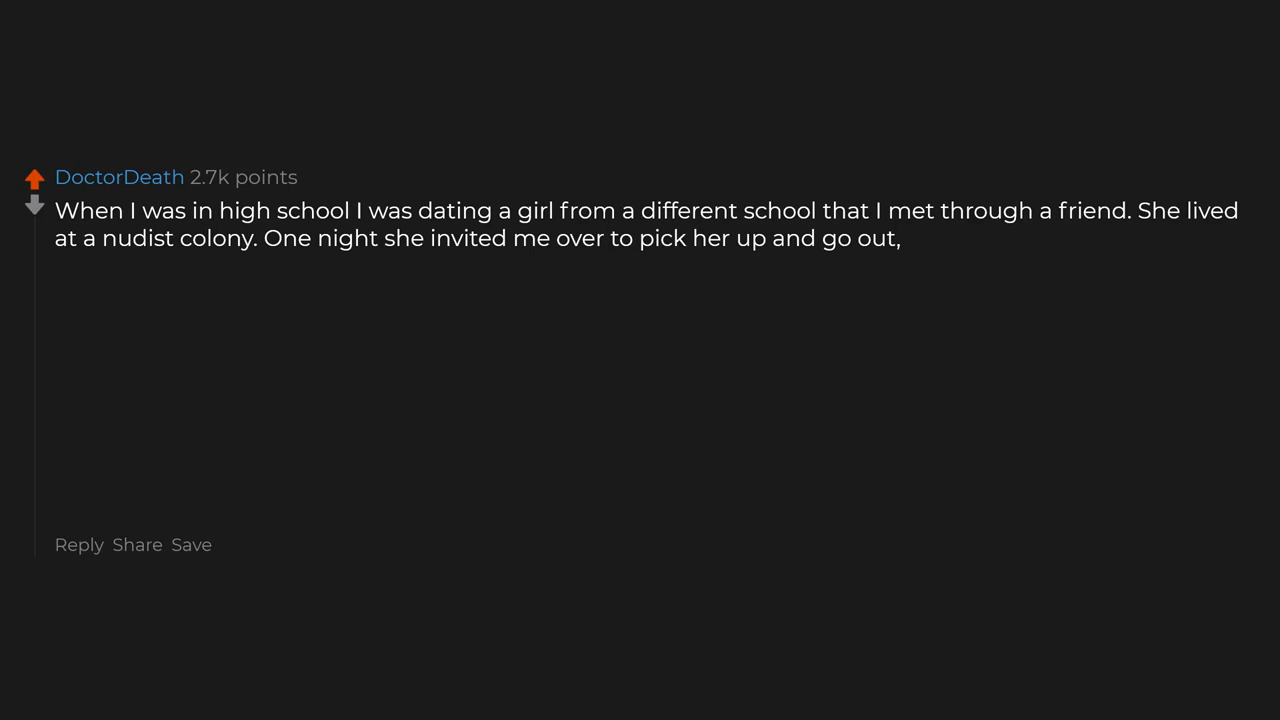 DoctorDeath 2.7k points
When I was in high school I was dating a girl from a different school that I met through a friend. She lived
at a nudist colony. One night she invited me over to pick her up and go out,
Reply Share Save